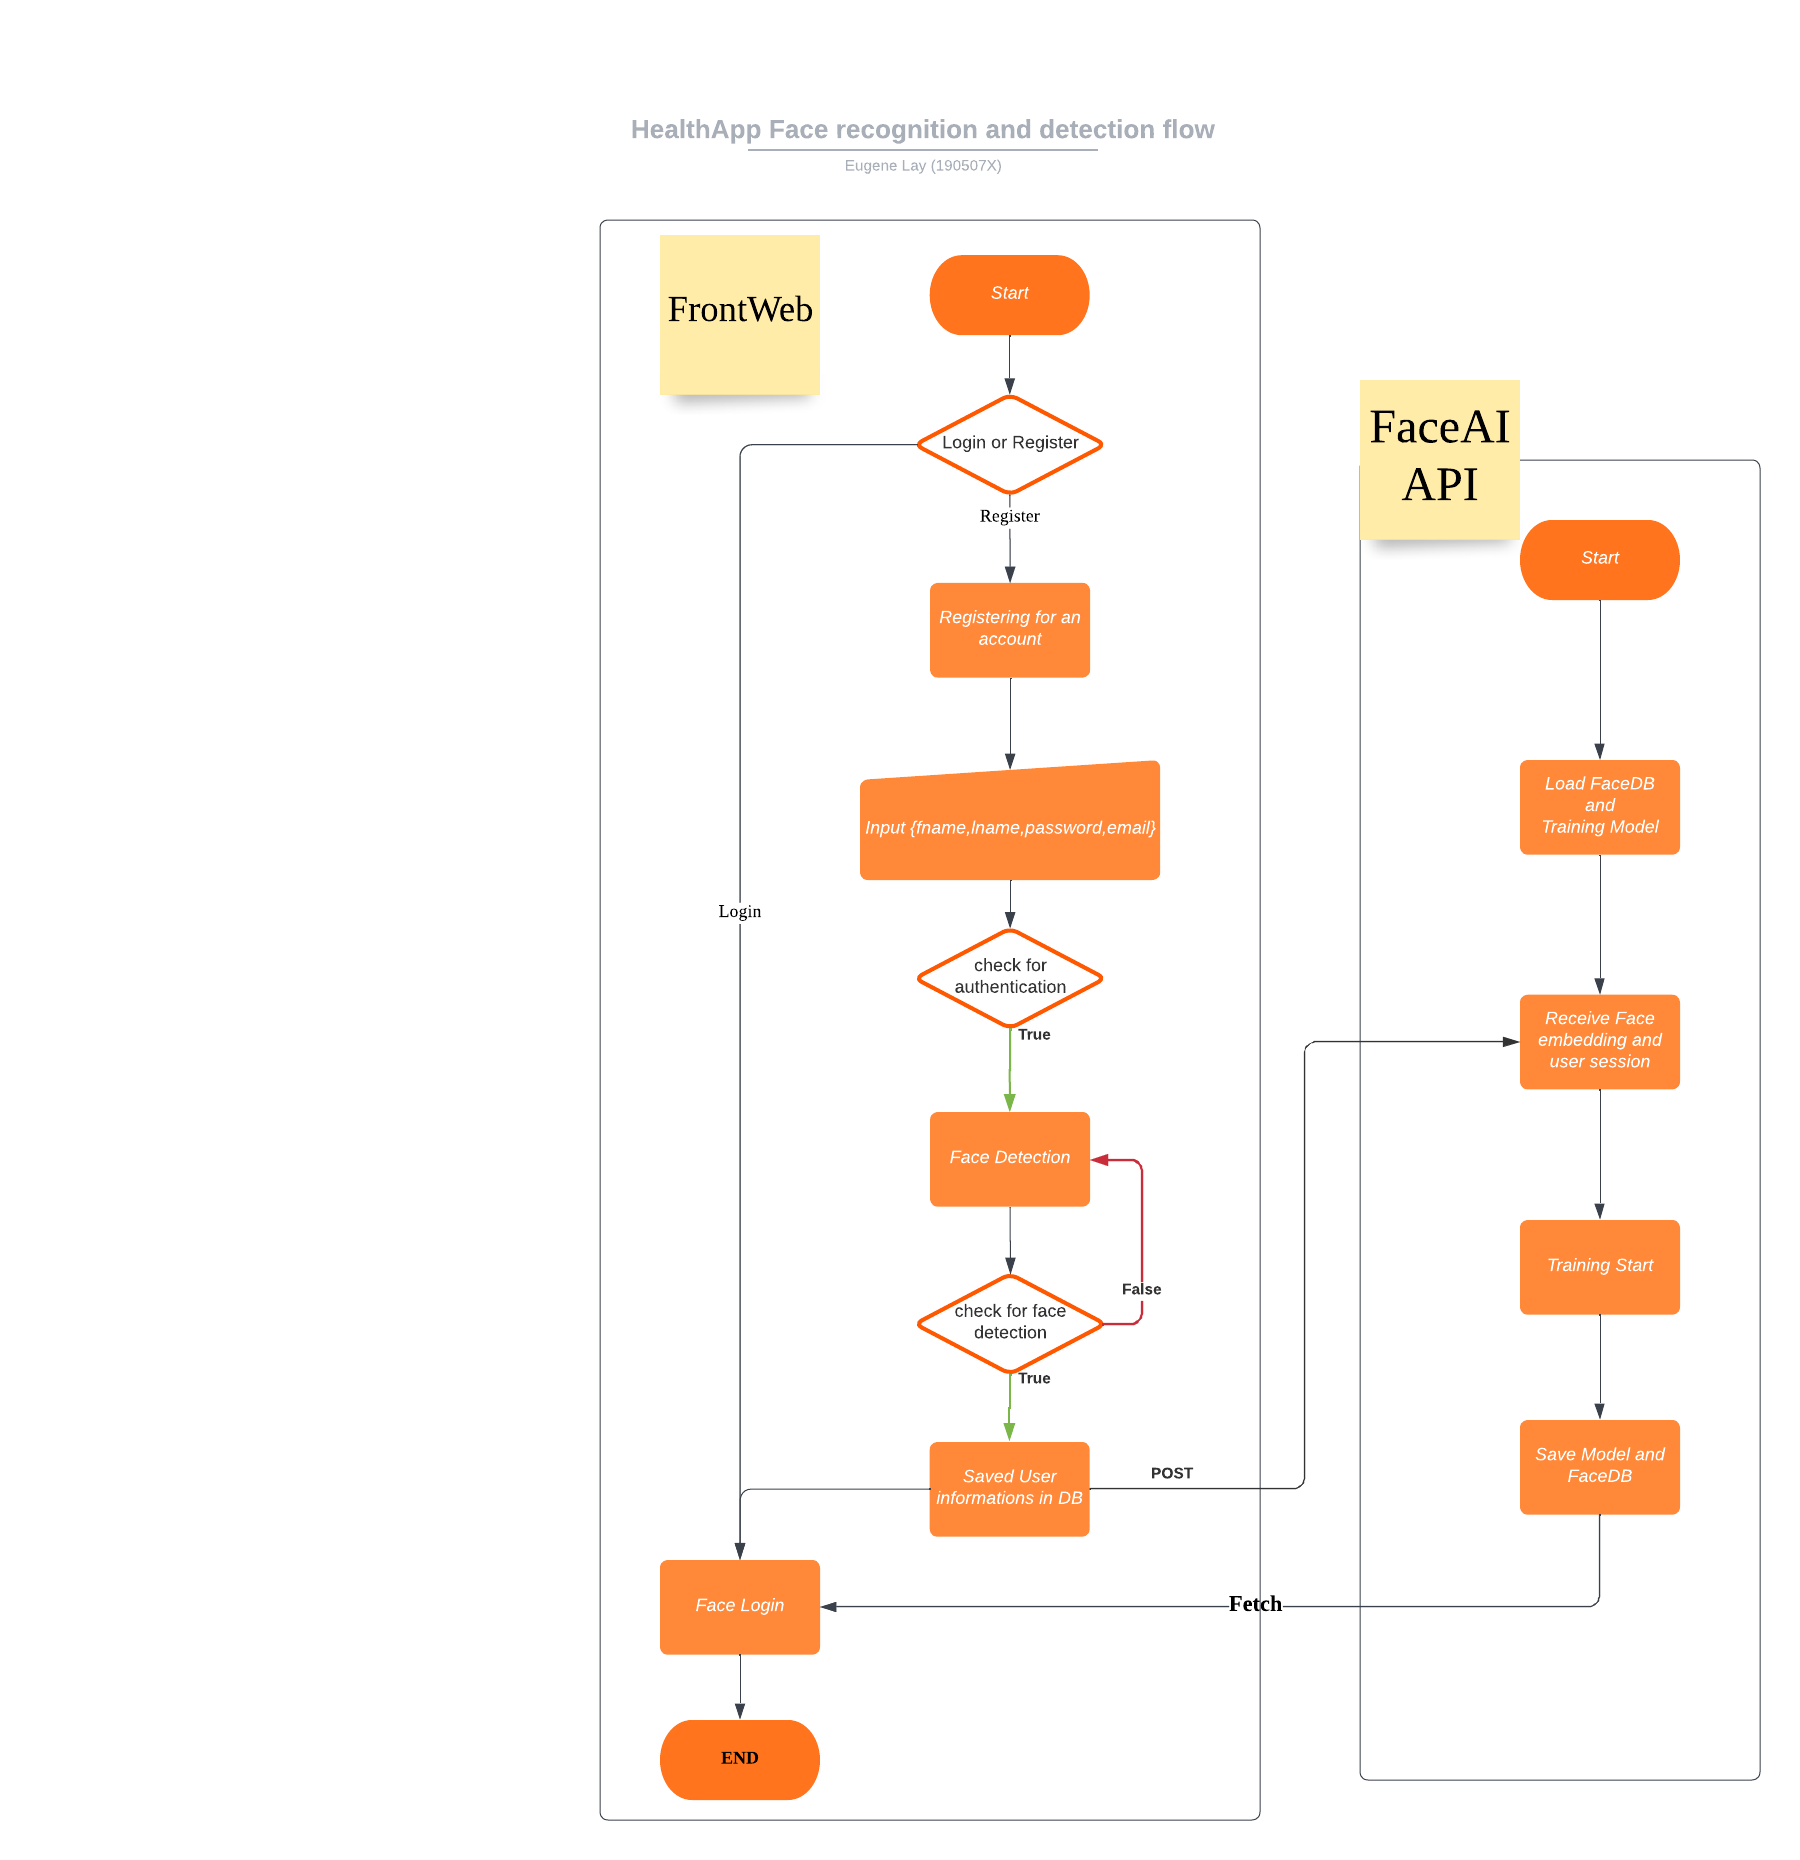 HealthApp Face recognition and detection flow
Eugene Lay (190507X)
FrontWeb
Start
Login or Register
Register
Registering for an
account
Input {fname,lname,password,email}
Login
check for
authentication
True
Face Detection
False
check for face
detection
True
Saved User
informations in DB
POST
Face Login
Fetch
END
FaceAI
API
Start
Load FaceDB
and
Training Model
Receive Face
embedding and
user session
Training Start
Save Model and
FaceDB